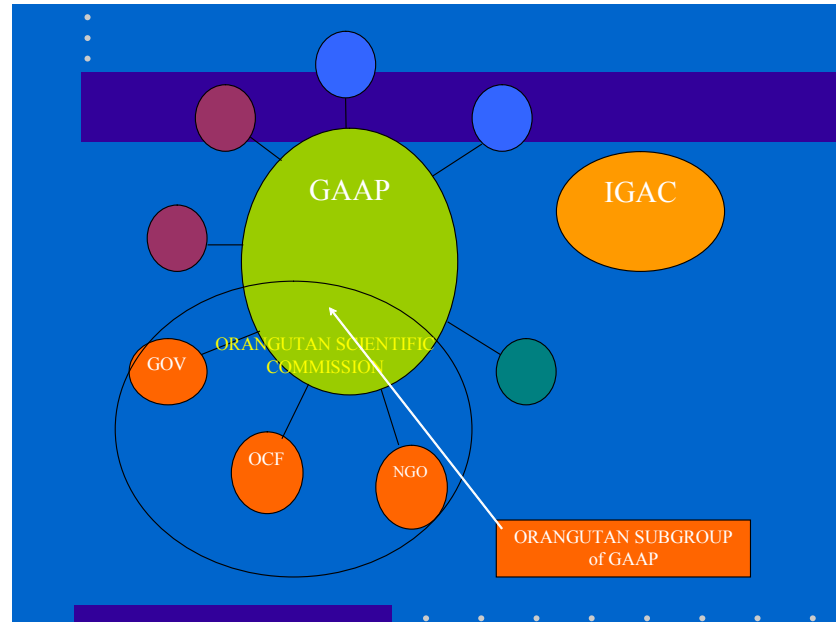 GAAP
IGAC
ORANGUTAN SCIENTIFIC
COMMISSION
GOV
OCF
NGO
ORANGUTAN SUBGROUP
of GAAP